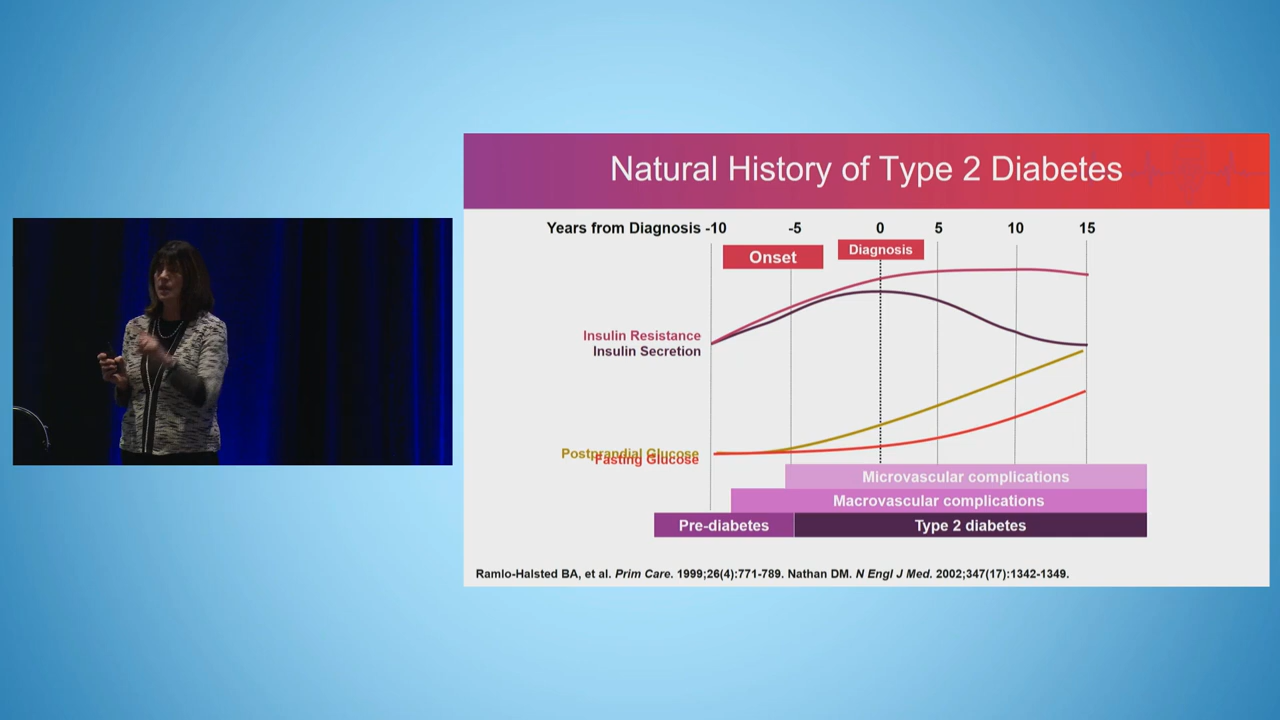 Natural History of Type 2 Diabetes
Years from Diagnosis -10 -5 0 5 10 15
Onset
Diagnosis
Insulin Resistance
Insulin Secretion
Postprandial Glucose
Fasting Glucose
Microvascular complications
Macrovascular complications
Pre-diabetes Type 2 diabetes
Ramlo-Halsted BA, et al. Prim Care. 1999;26(4):771-789. Nathan DM. N Engl J Med. 2002;347(17):1342-1349.